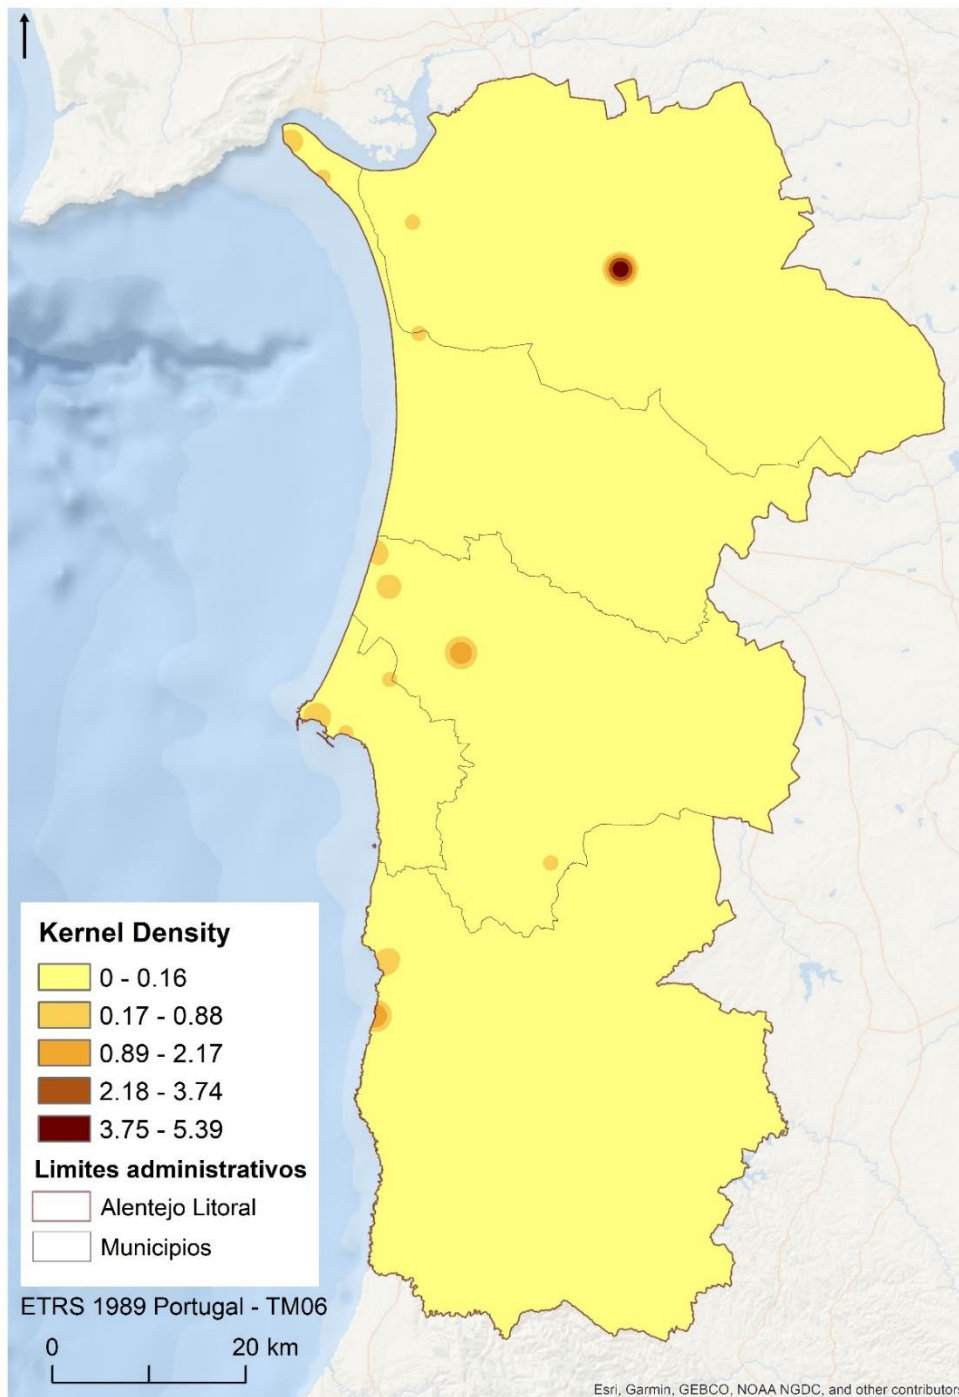 Kernel Density
0 - 0.16
0.17 - 0.88
0.89 - 2.17
2.18 - 3.74
3.75 - 5.39
Limites administrativos
Alentejo Litoral
Municipios
ETRS 1989 Portugal - TM06
0 20 km
Esri, Garmin, GEBCO, NOAA NGDC, and other contributors